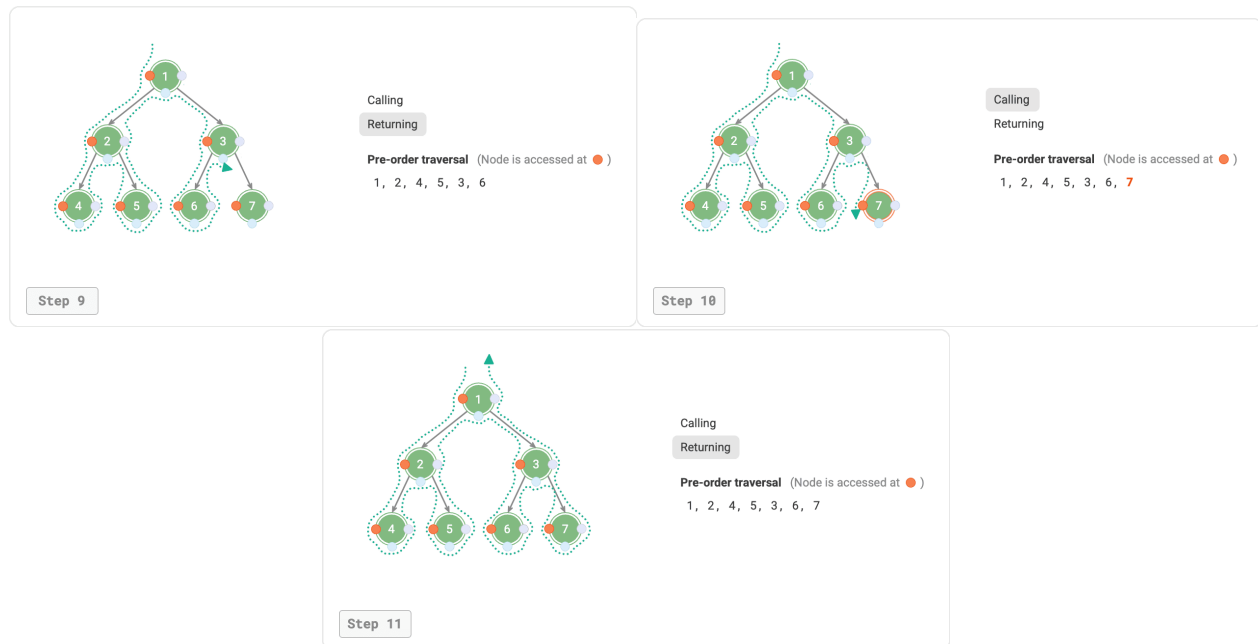 1
2 3
4 5 6 7
Calling
Returning
Pre-order traversal (Node is accessed at )
1, 2, 4, 5, 3, 6
Step 9
1
2 3
4 5 6 7
Calling
Returning
Pre-order traversal (Node is accessed at )
1, 2, 4, 5, 3, 6, 7
Step 10
1
2 3
4 5 6 7
Calling
Returning
Pre-order traversal (Node is accessed at )
1, 2, 4, 5, 3, 6, 7
Step 11